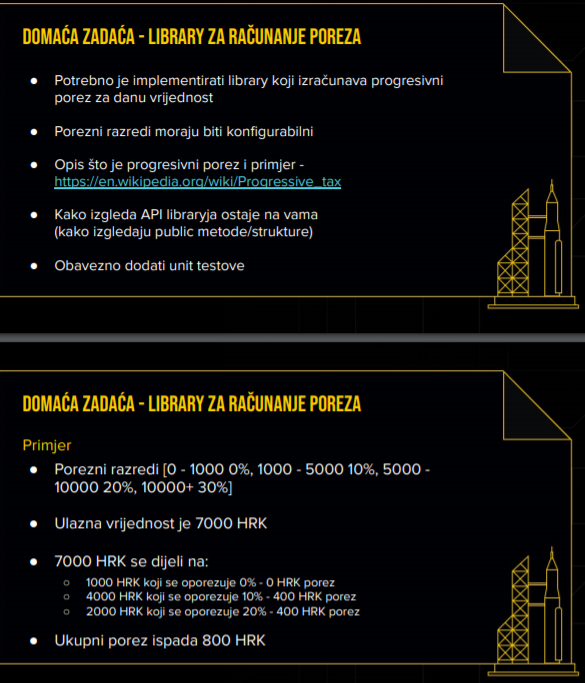 DOMAĆA ZADAĆA - LIBRARY ZA RAČUNANJE POREZA
● Potrebno je implementirati library koji izračunava progresivni
porez za danu vrijednost
● Porezni razredi moraju biti konfigurabilni
● Opis što je progresivni porez i primjer -
https://en.wikipedia.org/wiki/Progressive_tax
● Kako izgleda API libraryja ostaje na vama
(kako izgledaju public metode/strukture)
● Obavezno dodati unit testove
DOMAĆA ZADAĆA - LIBRARY ZA RAČUNANJE POREZA
Primjer
● Porezni razredi [0 - 1000 0%, 1000 - 5000 10%, 5000 -
10000 20%, 10000+ 30%]
● Ulazna vrijednost je 7000 HRK
● 7000 HRK se dijeli na:
○ 1000 HRK koji se oporezuje 0% - 0 HRK porez
○ 4000 HRK koji se oporezuje 10% - 400 HRK porez
○ 2000 HRK koji se oporezuje 20% - 400 HRK porez
● Ukupni porez ispada 800 HRK